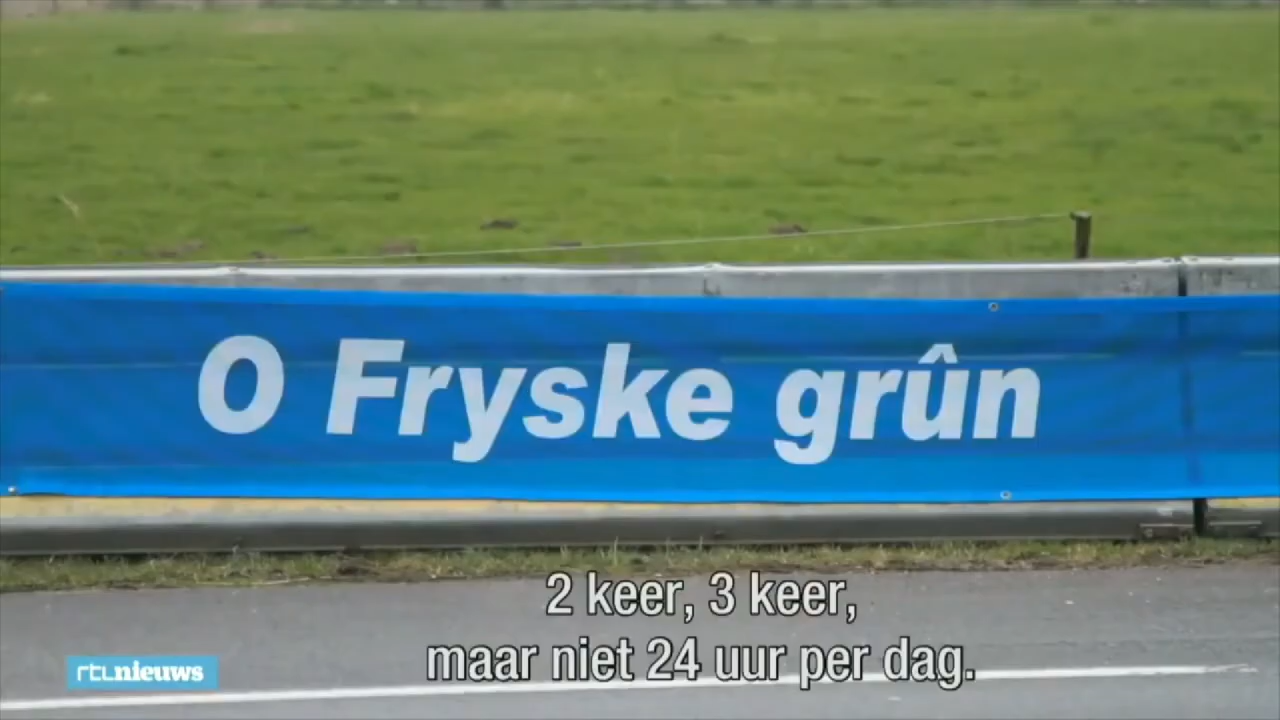 O Fryske grûn
2 keer, 3 keer,
maar niet 24 uur per dag.
rtlnieuws